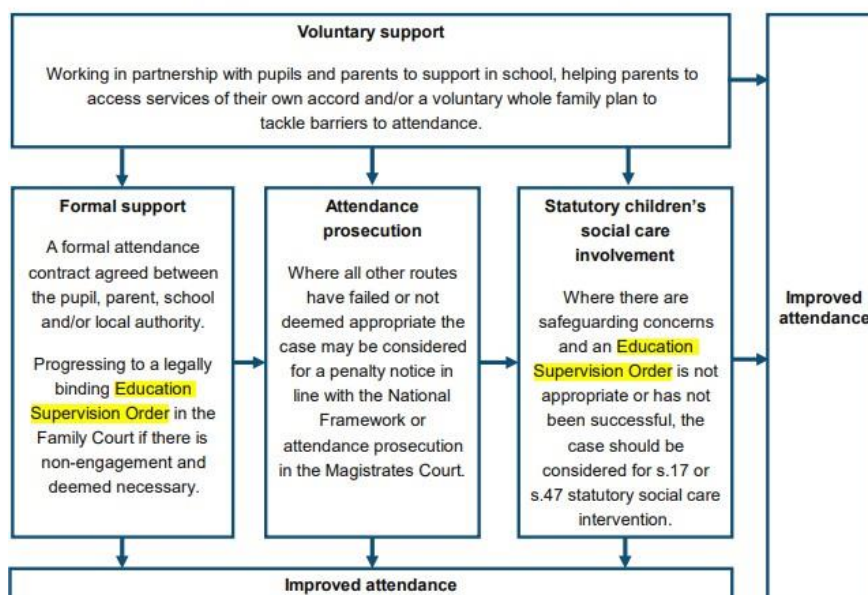 Voluntary support
Working in partnership with pupils and parents to support in school, helping parents to
access services of their own accord and/or a voluntary whole family plan to
tackle barriers to attendance.
Formal support
A formal attendance
contract agreed between
the pupil, parent, school
and/or local authority.
Progressing to a legally
binding Education
Supervision Order in the
Family Court if there is
non-engagement and
deemed necessary.
Attendance
prosecution
Where all other routes
have failed or not
deemed appropriate the
case may be considered
for a penalty notice in
line with the National
Framework or
attendance prosecution
in the Magistrates Court.
Statutory children's
social care
involvement
Where there are
safeguarding concerns
and an Education
Supervision Order is not
appropriate or has not
been successful, the
case should be
considered for s.17 or
s.47 statutory social care
intervention.
Improved
attendance
Improved attendance